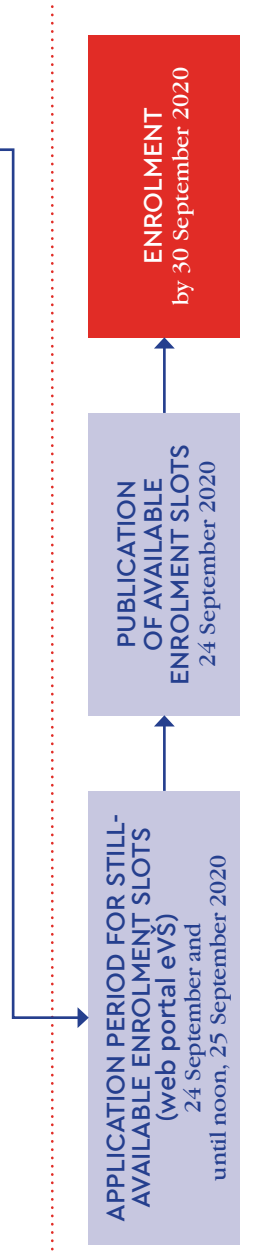 APPLICATION PERIOD FOR STILL-
AVAILABLE ENROLMENT SLOTS
(web portal eVŠ)
24 September and
until noon, 25 September 2020
PUBLICATION
OF AVAILABLE
ENROLMENT SLOTS
24 September 2020
ENROLMENT
by 30 September 2020